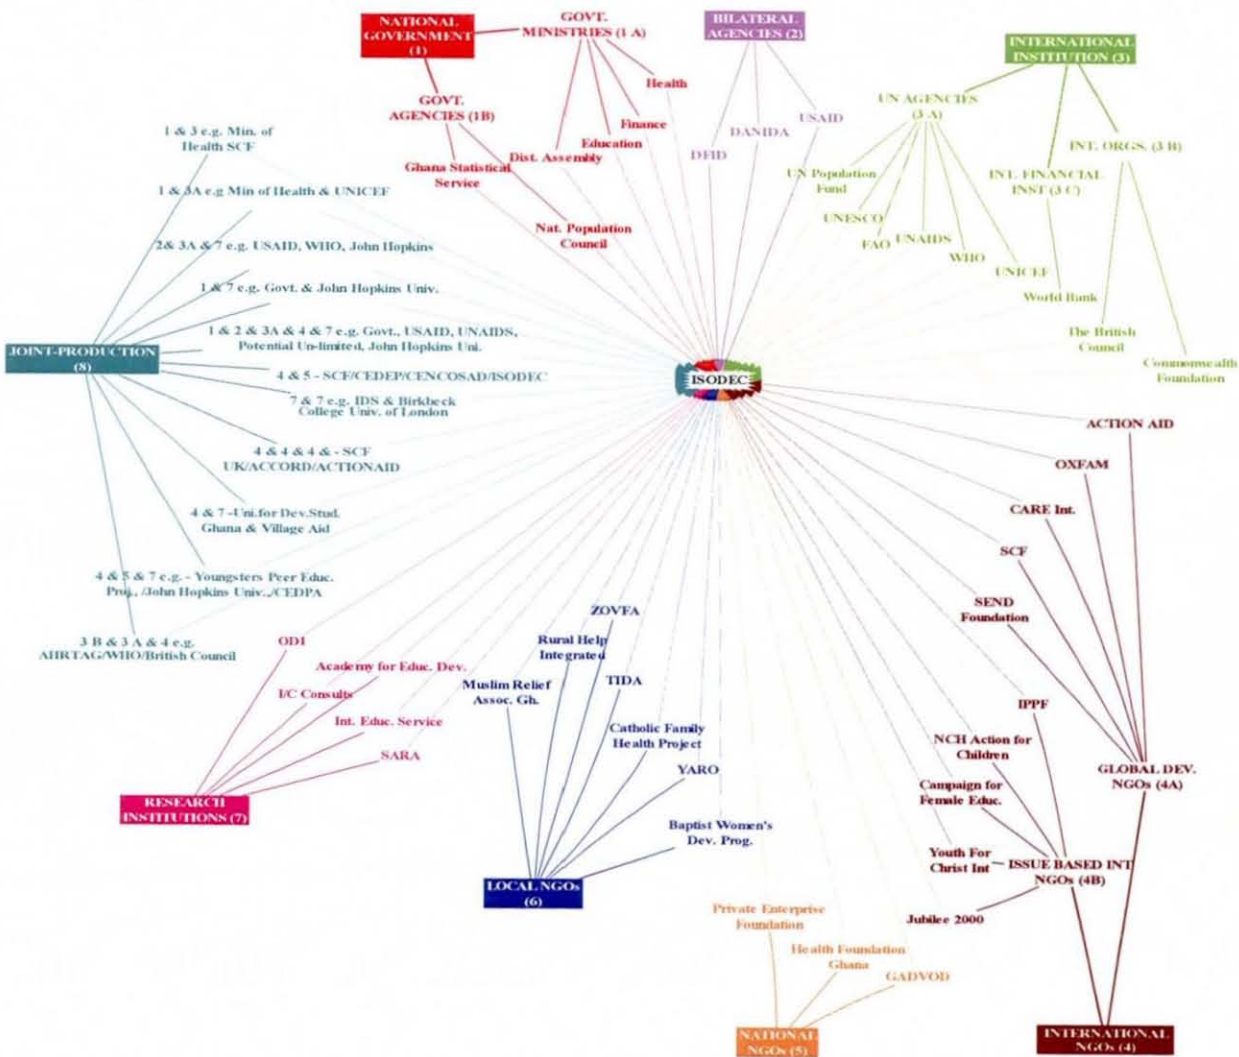 NATIONAL
GOVERNMENT
(1)
GOVT.
MINISTRIES (1 A)
Health
Finance
Education
Dist. Assembly
GOVT.
AGENCIES (1B)
Ghana Statistical
Service
Nat. Population
Council
BILATERAL
AGENCIES (2)
DFID
DANIDA
USAID
INTERNATIONAL
INSTITUTION (3)
UN AGENCIES
(3 A)
UN Population
Fund
UNESCO
FAO
UNAIDS
WHO
UNICEF
INT. ORGS. (3 B)
INT. FINANCIAL
INST (3 C)
World Bank
The British
Council
Commonwealth
Foundation
1 & 3 e.g. Min. of
Health SCF
1 & 3A e.g Min of Health & UNICEF
2& 3A & 7 e.g. USAID, WHO, John Hopkins
1 & 7 e.g. Govt. & John Hopkins Univ.
1 & 2 & 3A & 4 & 7 e.g. Govt., USAID, UNAIDS,
Potential Un-limited, John Hopkins Uni.
JOINT-PRODUCTION
(8)
4 & 5 - SCF/CEDEP/CENCOSAD/ISODEC
7 & 7 e.g. IDS & Birkbeck
College Univ. of London
4 & 4 & 4 & - SCF
UK/ACCORD/ACTIONAID
4 & 7 -Uni.for Dev.Stud.
Ghana & Village Aid
4 & 5 & 7 e.g. - Youngsters Peer Educ.
Proj., /John Hopkins Univ.,/CEDPA
3 B & 3 A & 4 e.g.
AHRTAG/WHO/British Council
ISODEC
ACTION AID
OXFAM
CARE Int.
SCF
SEND
Foundation
IPPF
NCH Action for
Children
GLOBAL DEV.
NGOs (4A)
Campaign for
Female Educ.
Youth For
Christ Int
ISSUE BASED INT
NGOs (4B)
Jubilee 2000
INTERNATIONAL
NGOs (4)
ODI
Academy for Educ. Dev.
I/C Consults
Int. Educ. Service
SARA
RESEARCH
INSTITUTIONS (7)
ZOVFA
Rural Help
Integrated
Muslim Relief
Assoc. Gh.
TIDA
Catholic Family
Health Project
YARO
Baptist Women's
Dev. Prog.
LOCAL NGOs
(6)
Private Enterprise
Foundation
Health Foundation
Ghana
GADVOD
NATIONAL
NGOs (5)